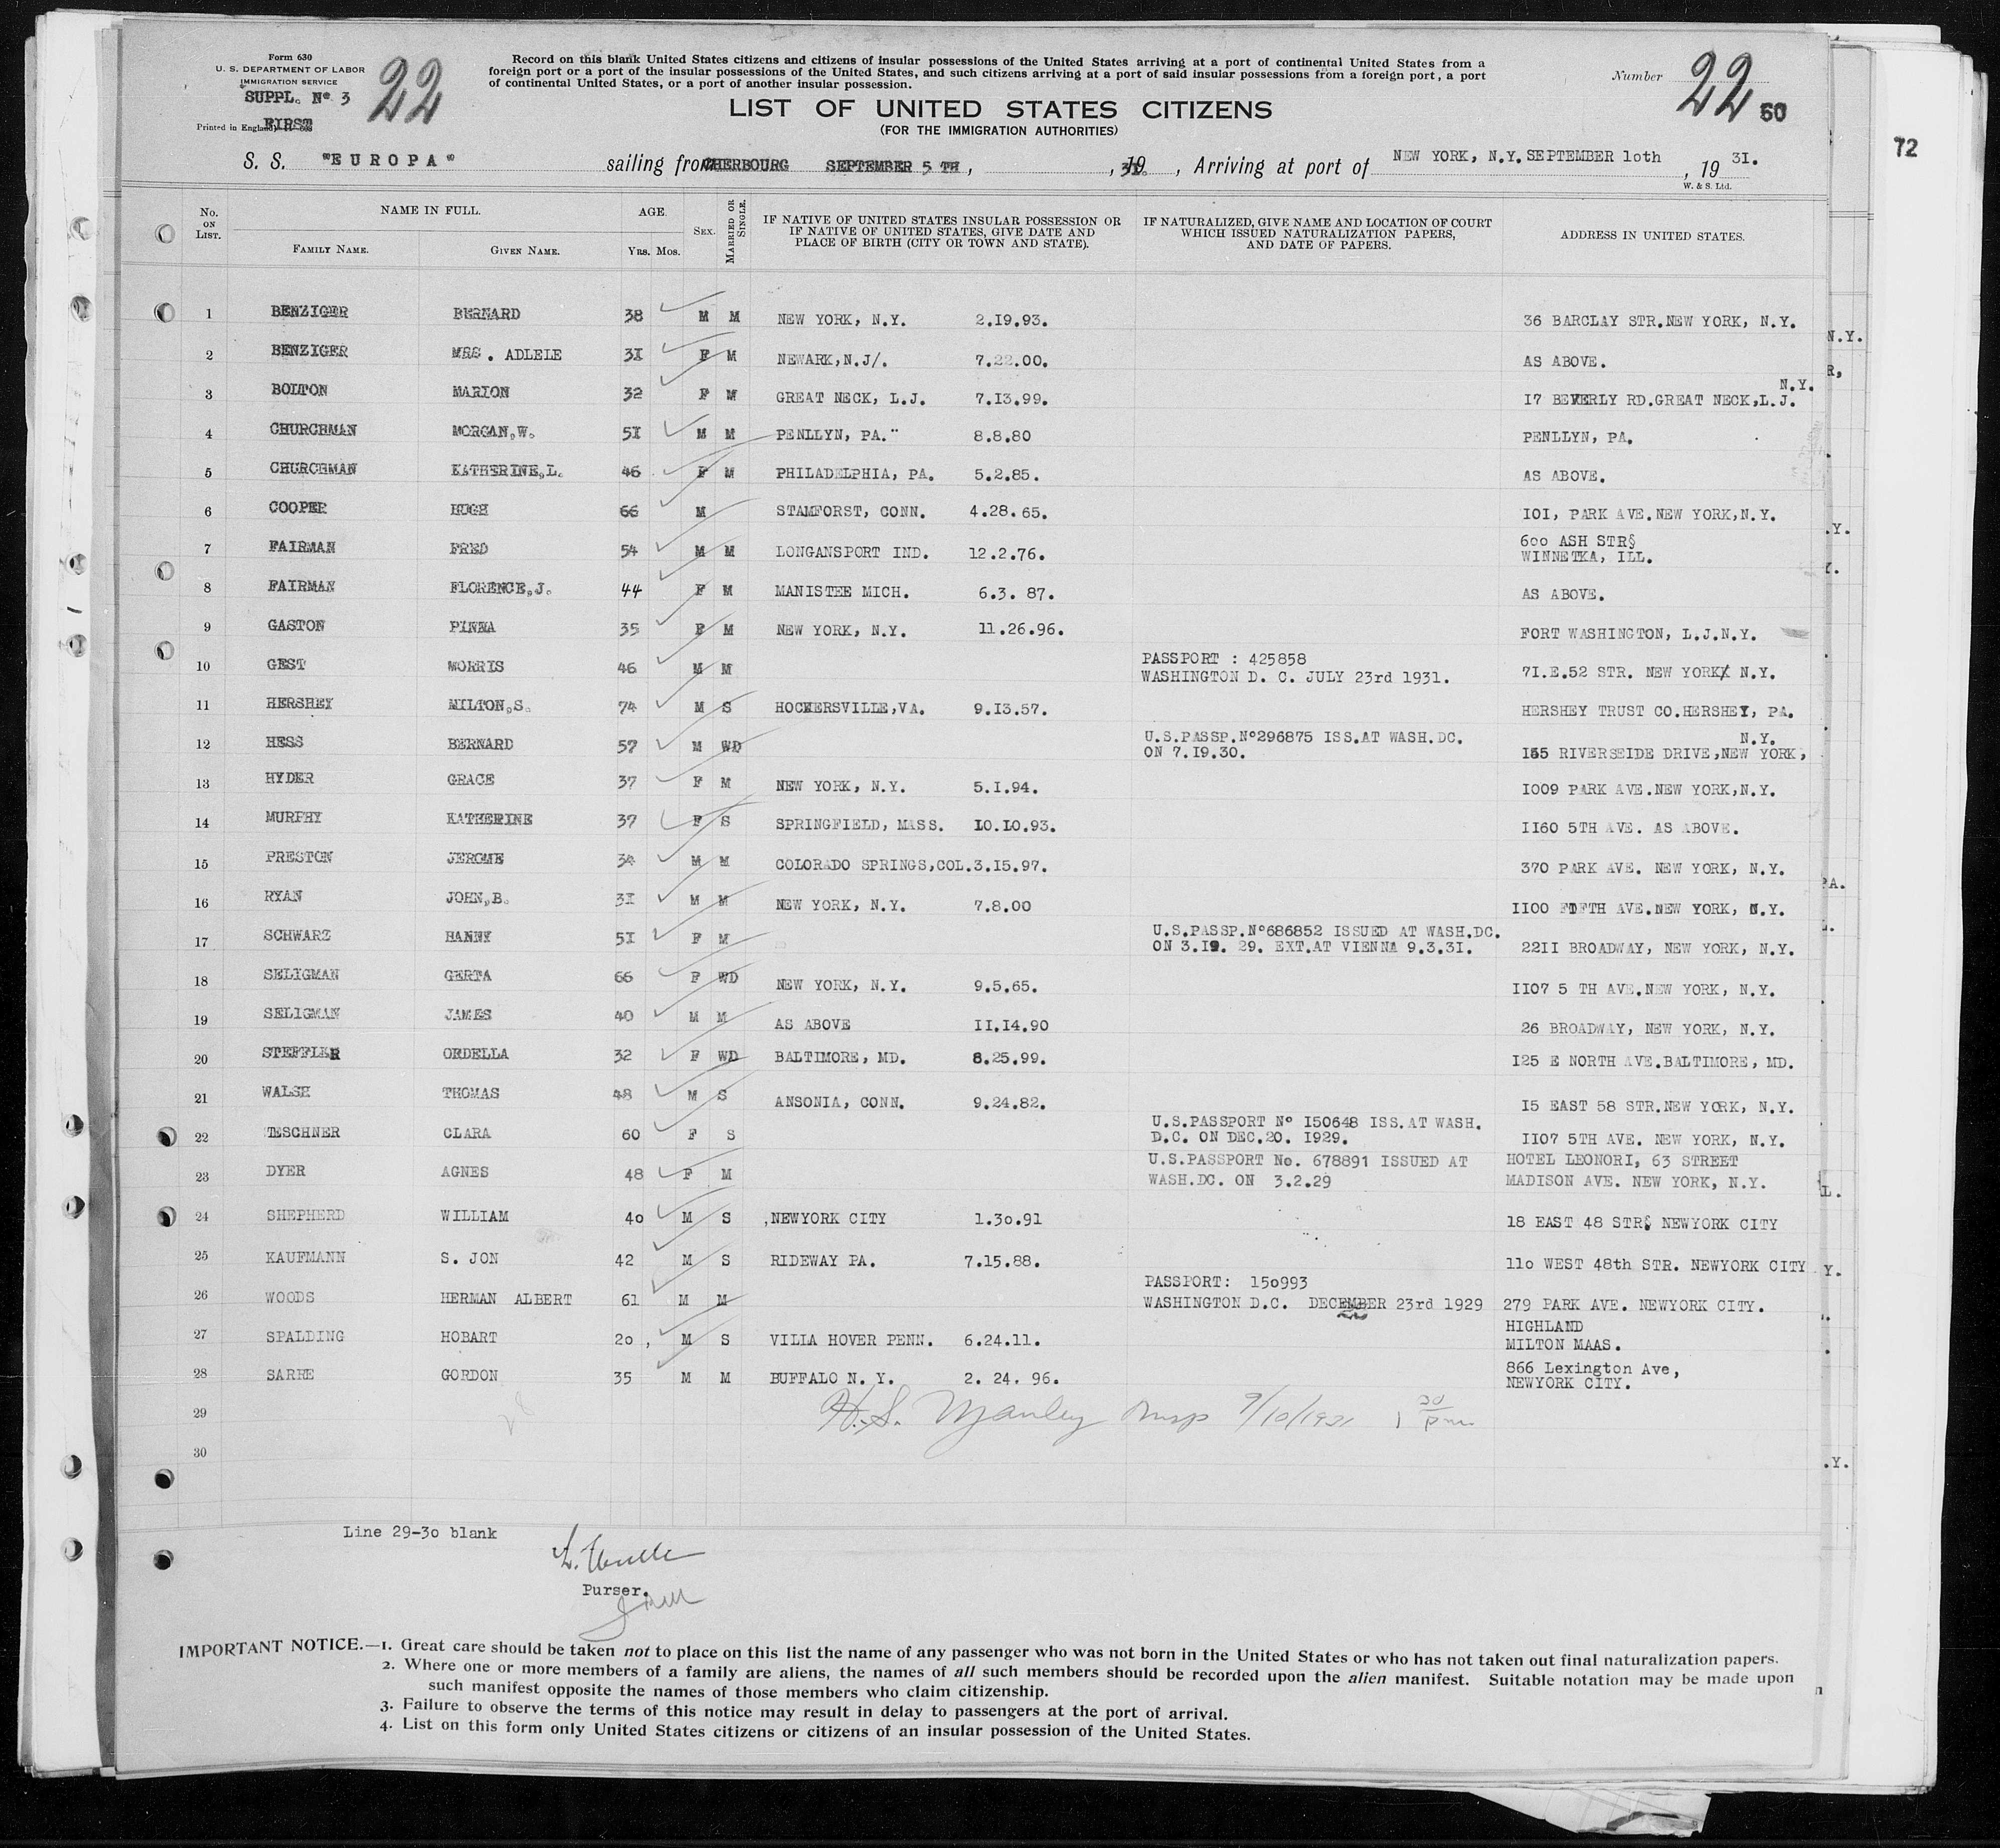 Form 630
U. S. DEPARTMENT OF LABOR
IMMIGRATION SERVICE
SUPPL. No 3
FIRST
Printed in England
22
Record on this blank United States citizens and citizens of insular possessions of the United States arriving at a port of continental United States from a
foreign port or a port of the insular possessions of the United States, and such citizens arriving at a port of said insular possessions from a foreign port, a port
of continental United States, or a port of another insular possession.
LIST OF UNITED STATES CITIZENS
(FOR THE IMMIGRATION AUTHORITIES)
Number 22 60
72
S. S. "EUROPA" sailing from CHERBOURG SEPTEMBER 5 TH, , 19 31. , Arriving at port of NEW YORK, N.Y. SEPTEMBER 1oth , 19 31.
W. & S. Ltd.
No. ON LIST. NAME IN FULL. AGE. SEX. MARRIED OR SINGLE. IF NATIVE OF UNITED STATES INSULAR POSSESSION OR IF NATIVE OF UNITED STATES, GIVE DATE AND PLACE OF BIRTH (CITY OR TOWN AND STATE). IF NATURALIZED, GIVE NAME AND LOCATION OF COURT WHICH ISSUED NATURALIZATION PAPERS, AND DATE OF PAPERS. ADDRESS IN UNITED STATES.
FAMILY NAME. GIVEN NAME. YRS. MOS.
1 BENZIGER BERNARD 38 M M NEW YORK, N.Y. 2.19.93. 36 BARCLAY STR.NEW YORK, N.Y.
2 BENZIGER MRS. ADLELE 31 F M NEWARK,N.J/. 7.22.00. AS ABOVE.
3 BOLTON MARION 32 F M GREAT NECK, L.J. 7.13.99. 17 BEVERLY RD.GREAT NECK,L.J. N.Y.
4 CHURCHMAN MORGAN,W. 51 M M PENLLYN, PA." 8.8.80 PENLLYN, PA.
5 CHURCHMAN KATHERINE,L. 46 F M PHILADELPHIA, PA. 5.2.85. AS ABOVE.
6 COOPER HUGH 66 M STAMFORST, CONN. 4.28.65. 101, PARK AVE.NEW YORK,N.Y.
7 FAIRMAN FRED 54 M M LONGANSPORT IND. 12.2.76. 6oo ASH STR§
WINNETKA, ILL.
8 FAIRMAN FLORENCE,J. 44 F M MANISTEE MICH. 6.3. 87. AS ABOVE.
9 GASTON PINNA 35 F M NEW YORK, N.Y. 11.26.96. FORT WASHINGTON, L.J.N.Y.
10 GEST MORRIS 46 M M PASSPORT : 425858
WASHINGTON D. C. JULY 23rd 1931. 71.E.52 STR. NEW YORK N.Y.
11 HERSHEY MILTON,S. 74 M S HOCKERSVILLE,VA. 9.13.57. HERSHEY TRUST CO.HERSHEY, PA.
12 HESS BERNARD 57 M WD U.S.PASSP.No296875 ISS.AT WASH.DC.
ON 7.19.30. 155 RIVERSEIDE DRIVE,NEW YORK, N.Y.
13 HYDER GRACE 37 F M NEW YORK, N.Y. 5.1.94. 1009 PARK AVE.NEW YORK,N.Y.
14 MURPHY KATHERINE 37 F S SPRINGFIELD, MASS. 10.10.93. 1160 5TH AVE. AS ABOVE.
15 PRESTON JEROME 34 M M COLORADO SPRINGS,COL.3.15.97. 370 PARK AVE. NEW YORK, N.Y.
16 RYAN JOHN,B. 31 M M NEW YORK, N.Y. 7.8.00 1100 FIFTH AVE.NEW YORK, N.Y.
17 SCHWARZ HANNY 51 F M U.S.PASSP.No686852 ISSUED AT WASH.DC.
ON 3.19. 29. EXT.AT VIENNA 9.3.31. 2211 BROADWAY, NEW YORK, N.Y.
18 SELIGMAN GERTA 66 F WD NEW YORK, N.Y. 9.5.65. 1107 5 TH AVE.NEW YORK, N.Y.
19 SELIGMAN JAMES 40 M M AS ABOVE 11.14.90 26 BROADWAY, NEW YORK, N.Y.
20 STEFFLER ORDELLA 32 F WD BALTIMORE, MD. 8.25.99. 125 E NORTH AVE.BALTIMORE, MD.
21 WALSH THOMAS 48 M S ANSONIA, CONN. 9.24.82. 15 EAST 58 STR.NEW YORK, N.Y.
22 TESCHNER CLARA 60 F S U.S.PASSPORT No 150648 ISS.AT WASH.
D.C. ON DEC.20. 1929. 1107 5TH AVE. NEW YORK, N.Y.
23 DYER AGNES 48 F M U.S.PASSPORT No. 678891 ISSUED AT
WASH.DC. ON 3.2.29 HOTEL LEONORI, 63 STREET
MADISON AVE. NEW YORK, N.Y.
24 SHEPHERD WILLIAM 4o M S ,NEWYORK CITY 1.3o.91 18 EAST 48 STR§ NEWYORK CITY
25 KAUFMANN S. JON 42 M S RIDEWAY PA. 7.15.88. 11o WEST 48th STR. NEWYORK CITY
26 WOODS HERMAN ALBERT 61 M M PASSPORT: 15o993
WASHINGTON D.C. DECEMBER 23rd 1929 279 PARK AVE. NEWYORK CITY.
27 SPALDING HOBART 2o, M S VILLA HOVER PENN. 6.24.11. HIGHLAND
MILTON MAAS.
28 SARRE GORDON 35 M M BUFFALO N. Y. 2. 24. 96. 866 Lexington Ave,
NEWYORK CITY.
29 H.S. Manley Insp 9/10/1931 1 30 pm
30
28
Line 29-3o blank
Purser.
IMPORTANT NOTICE.—1. Great care should be taken not to place on this list the name of any passenger who was not born in the United States or who has not taken out final naturalization papers.
2. Where one or more members of a family are aliens, the names of all such members should be recorded upon the alien manifest. Suitable notation may be made upon
such manifest opposite the names of those members who claim citizenship.
3. Failure to observe the terms of this notice may result in delay to passengers at the port of arrival.
4. List on this form only United States citizens or citizens of an insular possession of the United States.